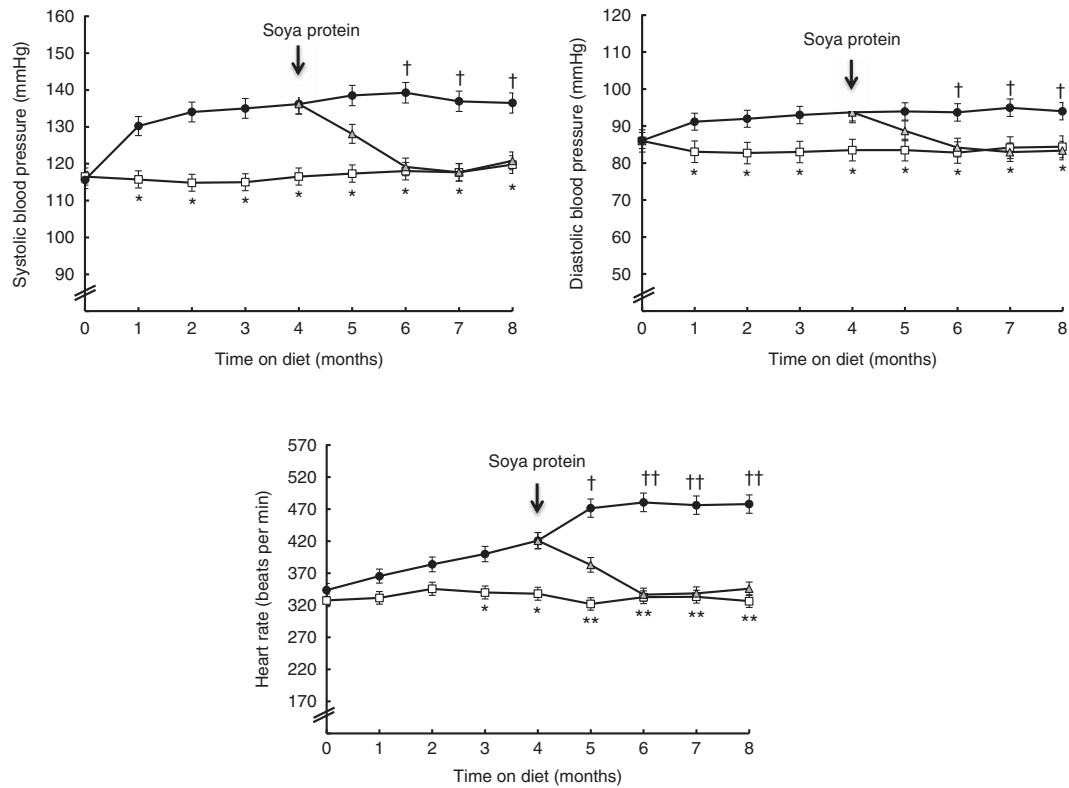 Systolic blood pressure (mmHg)
160
150
140
130
120
110
100
90
Soya protein
† † †
* * * * * * * *
0 1 2 3 4 5 6 7 8
Time on diet (months)
Diastolic blood pressure (mmHg)
120
110
100
90
80
70
60
50
Soya protein
† † †
* * * * * * * *
0 1 2 3 4 5 6 7 8
Time on diet (months)
Heart rate (beats per min)
570
520
470
420
370
320
270
220
170
Soya protein
† †† †† ††
* * ** ** ** **
0 1 2 3 4 5 6 7 8
Time on diet (months)